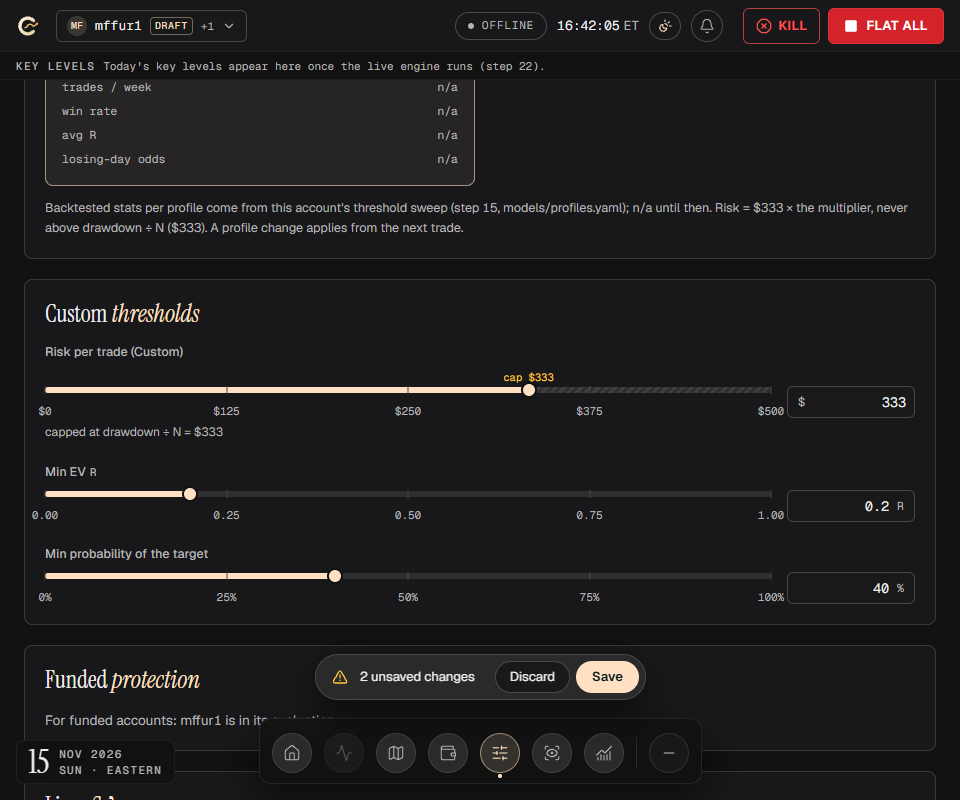 MF mffur1 DRAFT +1
OFFLINE
16:42:05 ET
KILL
FLAT ALL
KEY LEVELS Today's key levels appear here once the live engine runs (step 22).
trades / week n/a
win rate n/a
avg R n/a
losing-day odds n/a
Backtested stats per profile come from this account's threshold sweep (step 15, models/profiles.yaml); n/a until then. Risk = $333 × the multiplier, never
above drawdown ÷ N ($333). A profile change applies from the next trade.
Custom thresholds
Risk per trade (Custom)
cap $333
$ 333
$0 $125 $250 $375 $500
capped at drawdown ÷ N = $333
Min EV R
0.2 R
0.00 0.25 0.50 0.75 1.00
Min probability of the target
40 %
0% 25% 50% 75% 100%
Funded protection
2 unsaved changes
Discard
Save
For funded accounts: mffur1 is in its
15
NOV 2026
SUN · EASTERN